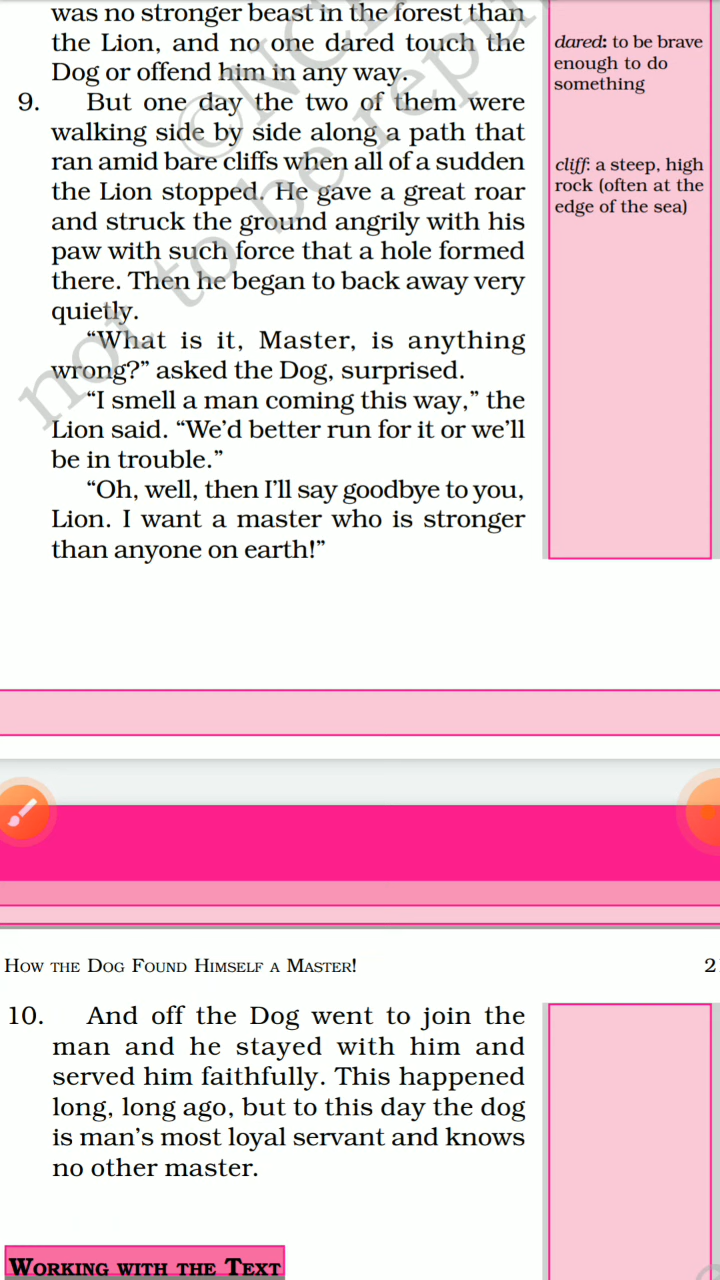 was no stronger beast in the forest than
the Lion, and no one dared touch the
Dog or offend him in any way.
9. But one day the two of them were
walking side by side along a path that
ran amid bare cliffs when all of a sudden
the Lion stopped. He gave a great roar
and struck the ground angrily with his
paw with such force that a hole formed
there. Then he began to back away very
quietly.
“What is it, Master, is anything
wrong?” asked the Dog, surprised.
“I smell a man coming this way,” the
Lion said. “We’d better run for it or we’ll
be in trouble.”
“Oh, well, then I’ll say goodbye to you,
Lion. I want a master who is stronger
than anyone on earth!”
dared: to be brave
enough to do
something
cliff: a steep, high
rock (often at the
edge of the sea)
not to be repu
How the Dog Found Himself a Master!
10. And off the Dog went to join the
man and he stayed with him and
served him faithfully. This happened
long, long ago, but to this day the dog
is man’s most loyal servant and knows
no other master.
Working with the Text